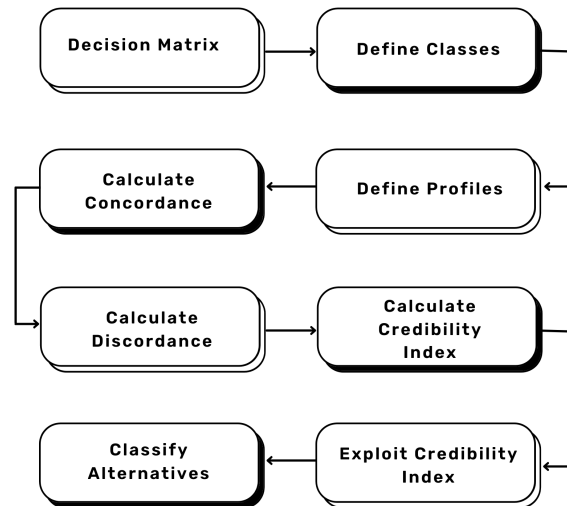 Decision Matrix
Define Classes
Calculate
Concordance
Define Profiles
Calculate
Discordance
Calculate
Credibility
Index
Classify
Alternatives
Exploit Credibility
Index